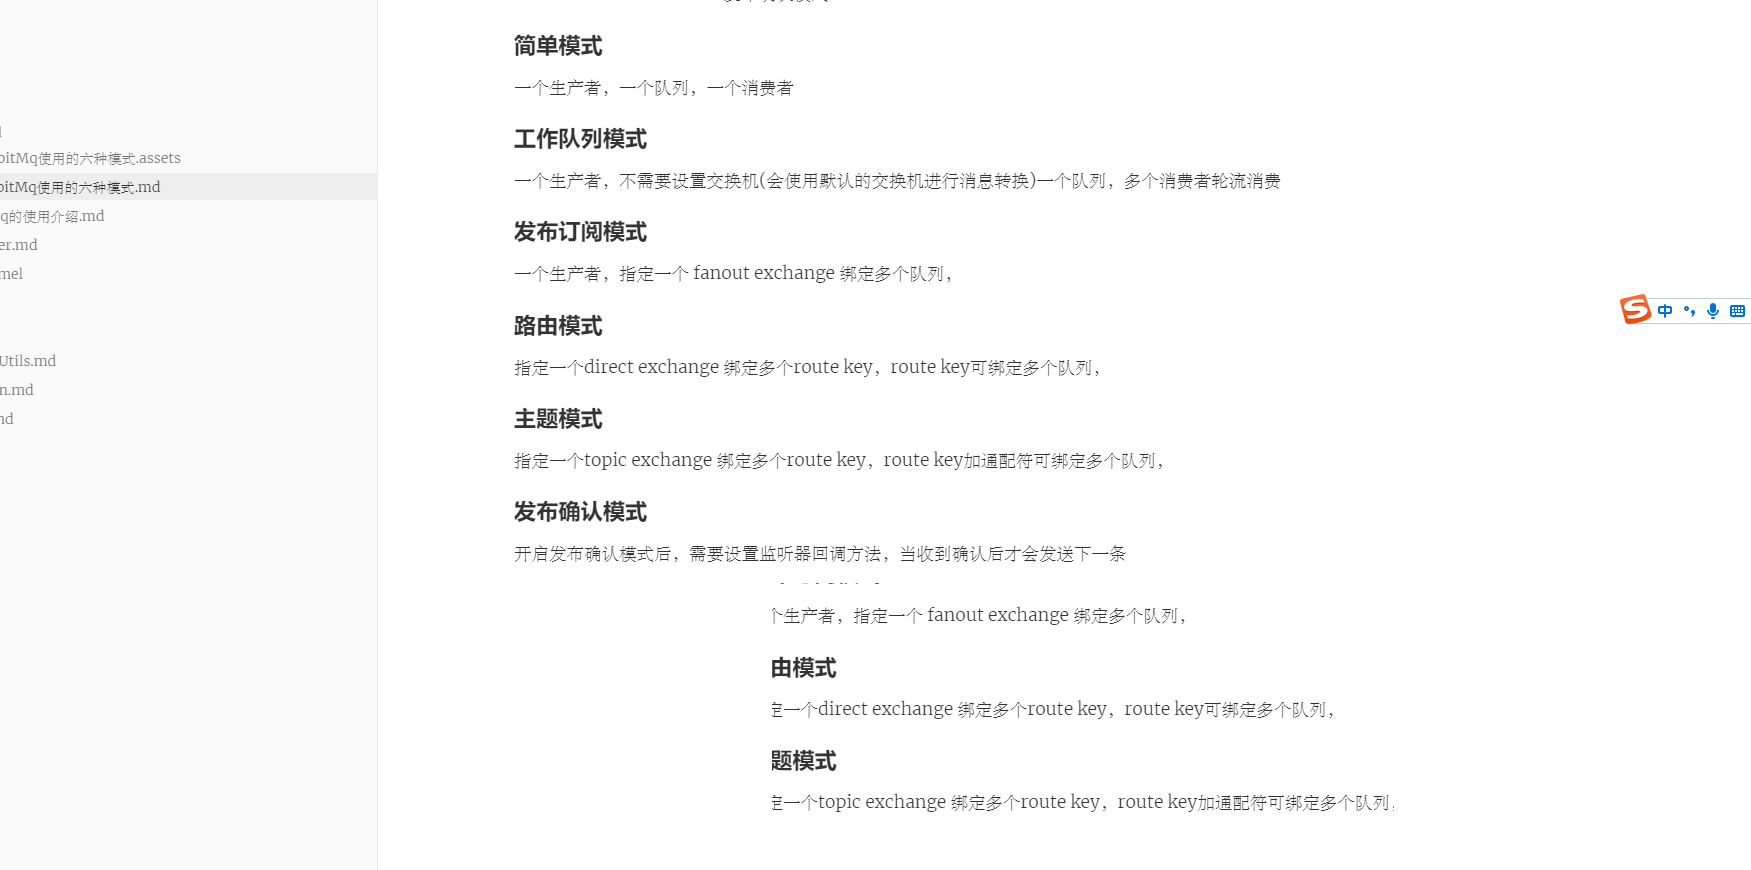 bitMq使用的六种模式.assets
bitMq使用的六种模式.md
q的使用介绍.md
er.md
mel
Utils.md
n.md
md
简单模式
一个生产者，一个队列，一个消费者
工作队列模式
一个生产者，不需要设置交换机(会使用默认的交换机进行消息转换)一个队列，多个消费者轮流消费
发布订阅模式
一个生产者，指定一个 fanout exchange 绑定多个队列，
路由模式
指定一个direct exchange 绑定多个route key，route key可绑定多个队列，
主题模式
指定一个topic exchange 绑定多个route key，route key加通配符可绑定多个队列，
发布确认模式
开启发布确认模式后，需要设置监听器回调方法，当收到确认后才会发送下一条
个生产者，指定一个 fanout exchange 绑定多个队列，
由模式
定一个direct exchange 绑定多个route key，route key可绑定多个队列，
题模式
定一个topic exchange 绑定多个route key，route key加通配符可绑定多个队列，
S 中